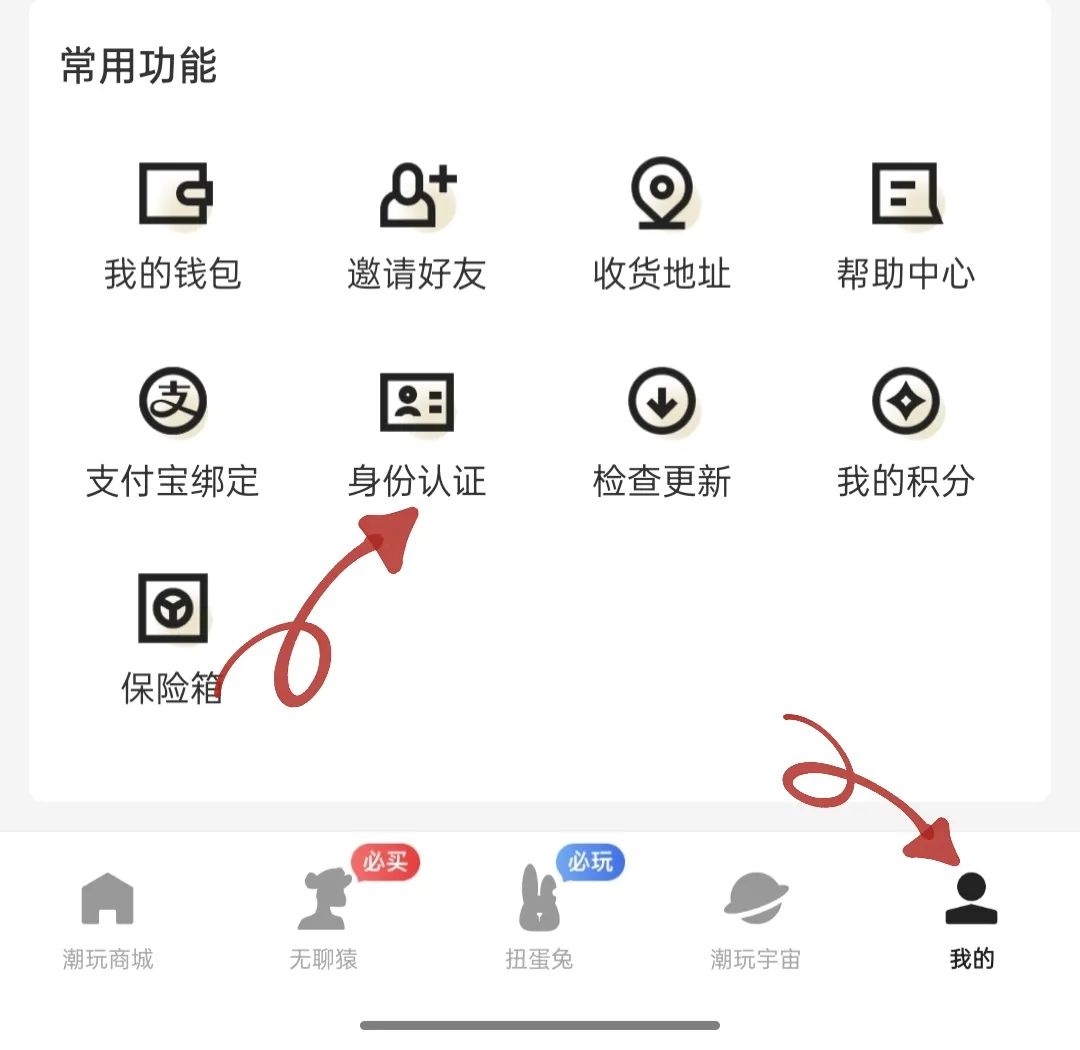 常用功能
我的钱包 邀请好友 收货地址 帮助中心
支
支付宝绑定 身份认证 检查更新 我的积分
保险箱
必买 必玩
潮玩商城 无聊猿 扭蛋兔 潮玩宇宙 我的